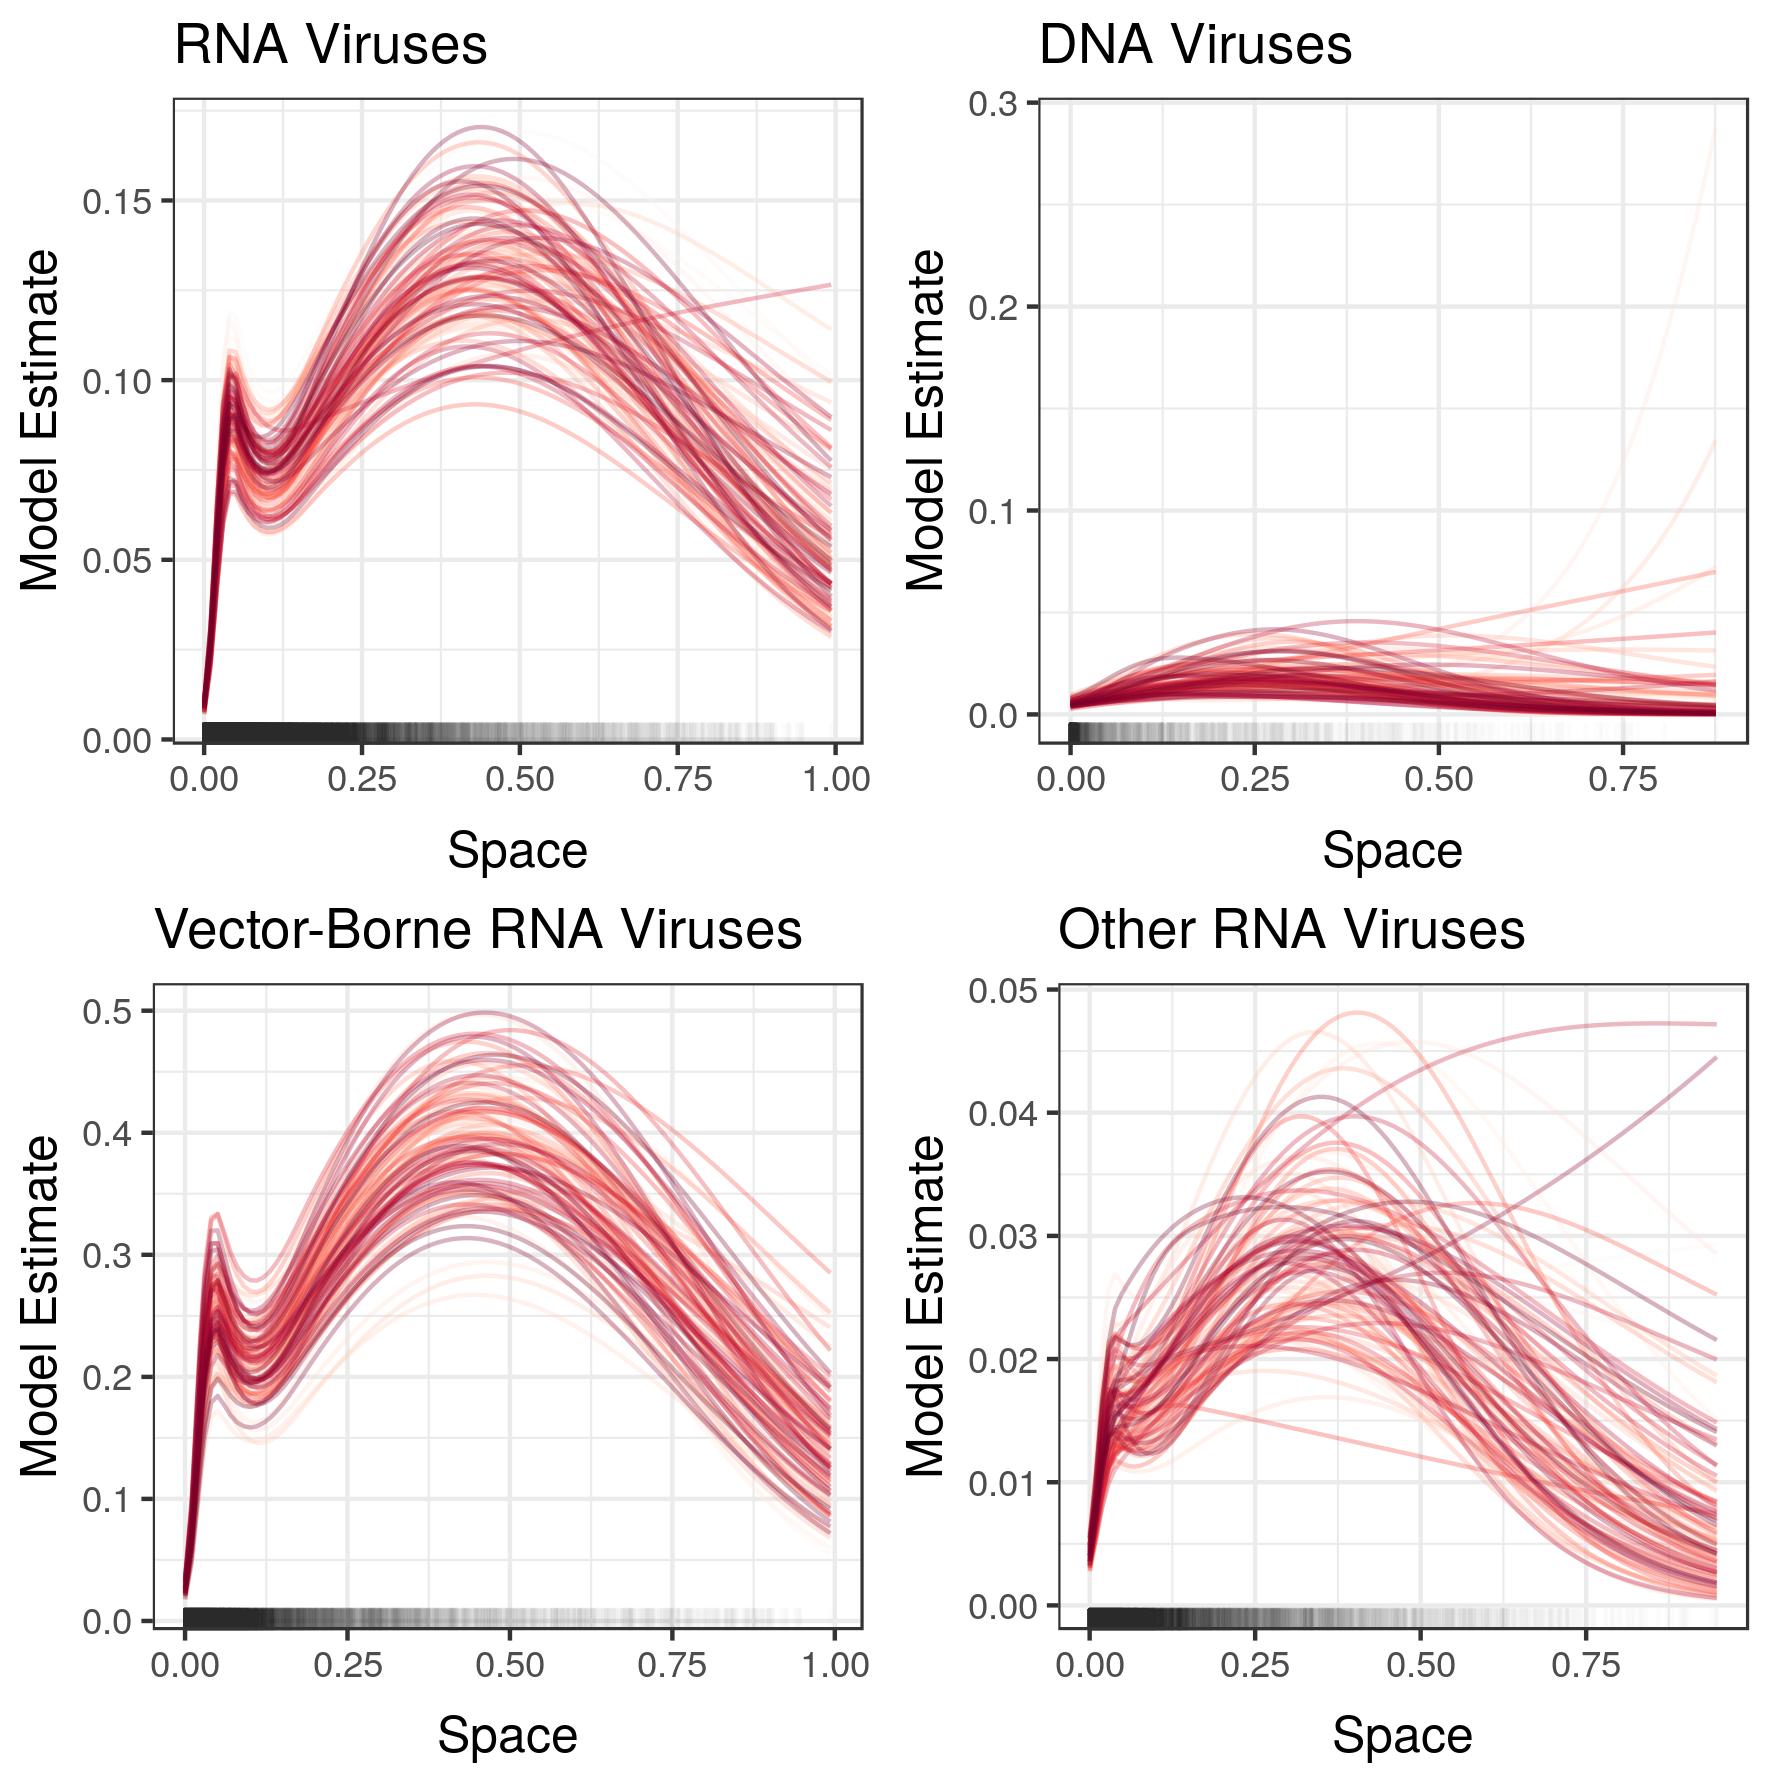 RNA Viruses
Model Estimate
0.15
0.10
0.05
0.00
0.00 0.25 0.50 0.75 1.00
Space
DNA Viruses
Model Estimate
0.3
0.2
0.1
0.0
0.00 0.25 0.50 0.75
Space
Vector-Borne RNA Viruses
Model Estimate
0.5
0.4
0.3
0.2
0.1
0.0
0.00 0.25 0.50 0.75 1.00
Space
Other RNA Viruses
Model Estimate
0.05
0.04
0.03
0.02
0.01
0.00
0.00 0.25 0.50 0.75
Space